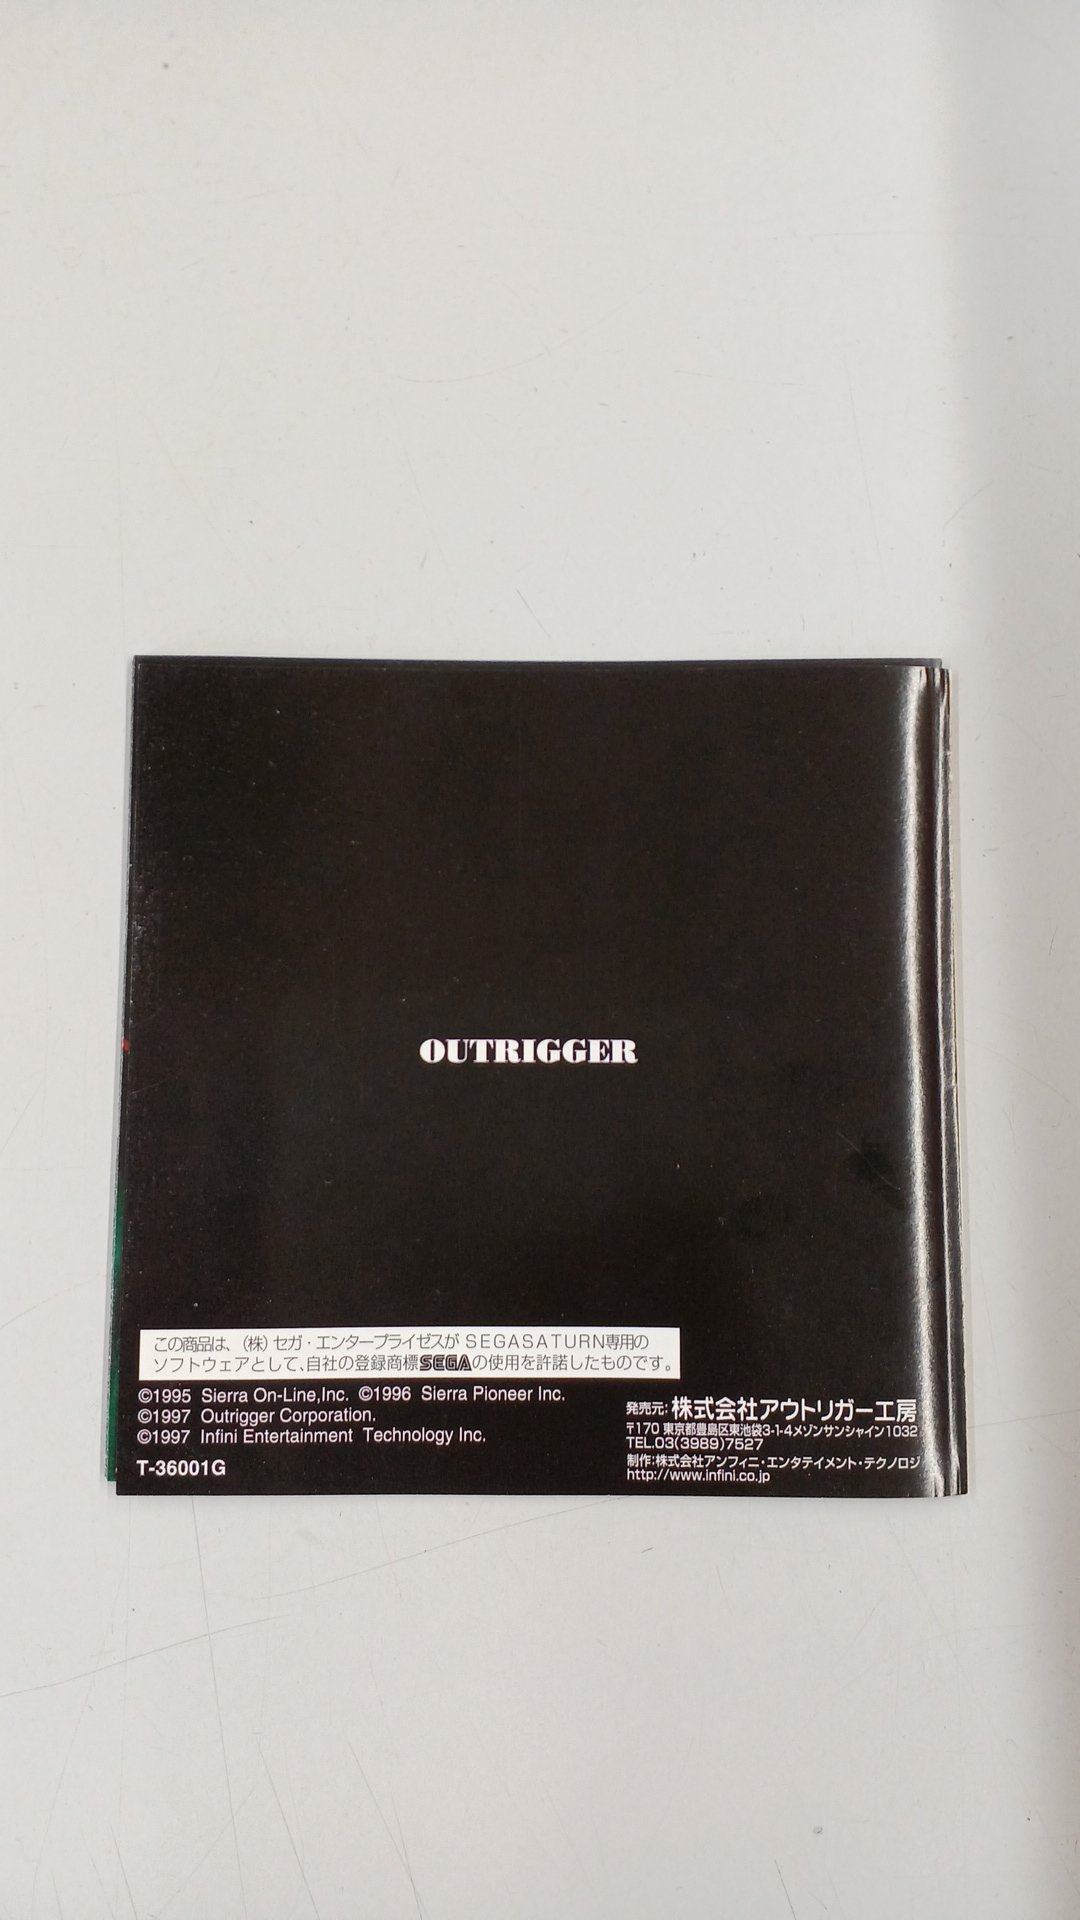 OUTRIGGER
この商品は、(株)セガ・エンタープライゼスがSEGASATURN専用の
ソフトウェアとして、自社の登録商標SEGAの使用を許諾したものです。
©1995 Sierra On-Line,Inc. ©1996 Sierra Pioneer Inc.
©1997 Outrigger Corporation.
©1997 Infini Entertainment Technology Inc.
T-36001G
発売元:株式会社アウトリガー工房
〒170 東京都豊島区東池袋3-1-4メゾンサンシャイン1032
TEL.03(3989)7527
制作:株式会社アンフィニ・エンタテイメント・テクノロジ
http://www.infini.co.jp